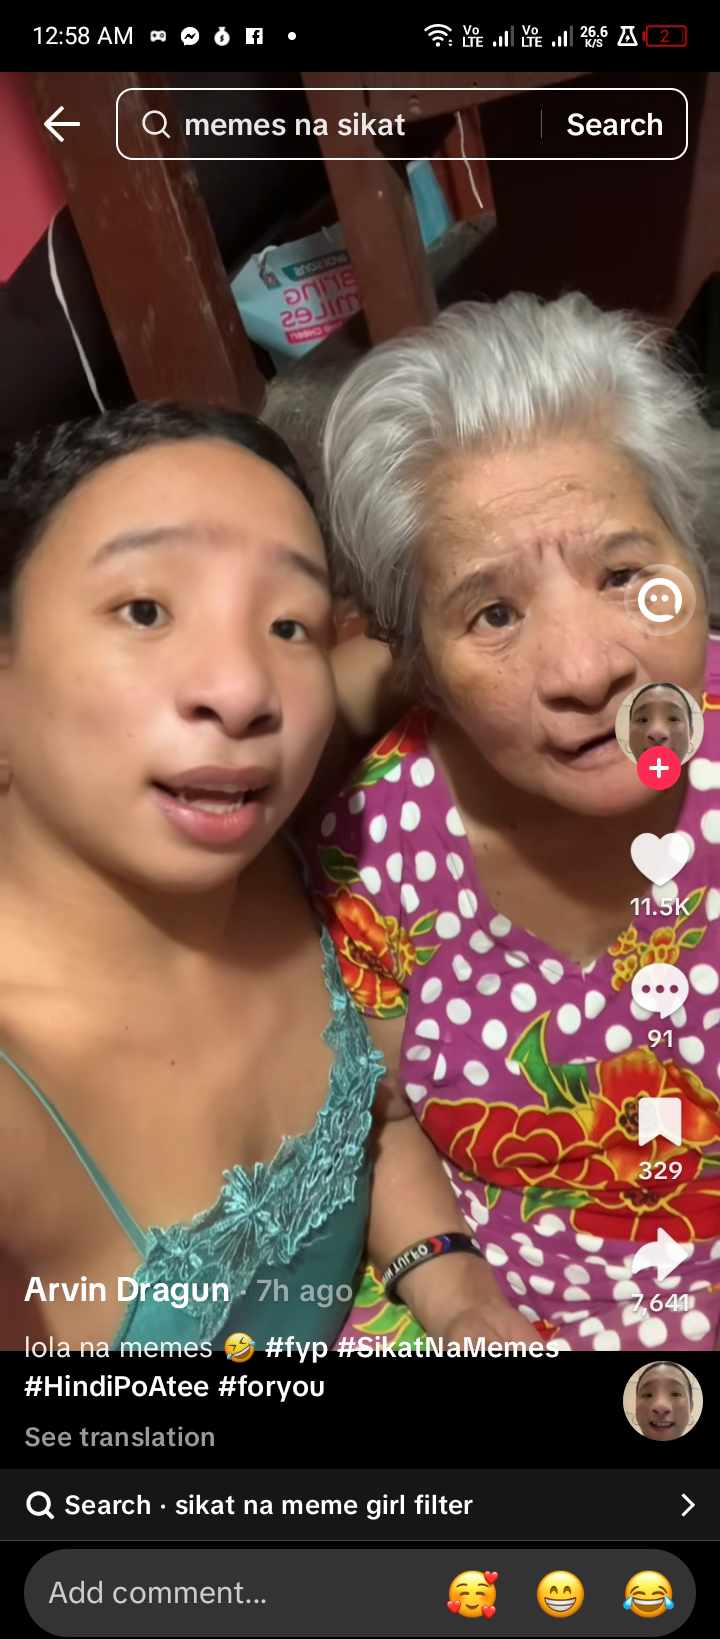 12:58 AM
Vo LTE Vo LTE 26.6 K/S 2
memes na sikat Search
aring
miLes
11.5K
91
329
7,641
Arvin Dragun · 7h ago
lola na memes 🤣 #fyp #SikatNaMemes
#HindiPoAtee #foryou
See translation
Search · sikat na meme girl filter
Add comment... 🥰 😁 😂